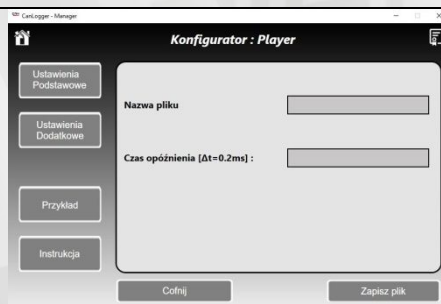 CanLogger - Manager
Konfigurator : Player
Ustawienia
Podstawowe
Ustawienia
Dodatkowe
Przykład
Instrukcja
Nazwa pliku
Czas opóźnienia [Δt=0.2ms] :
Cofnij
Zapisz plik